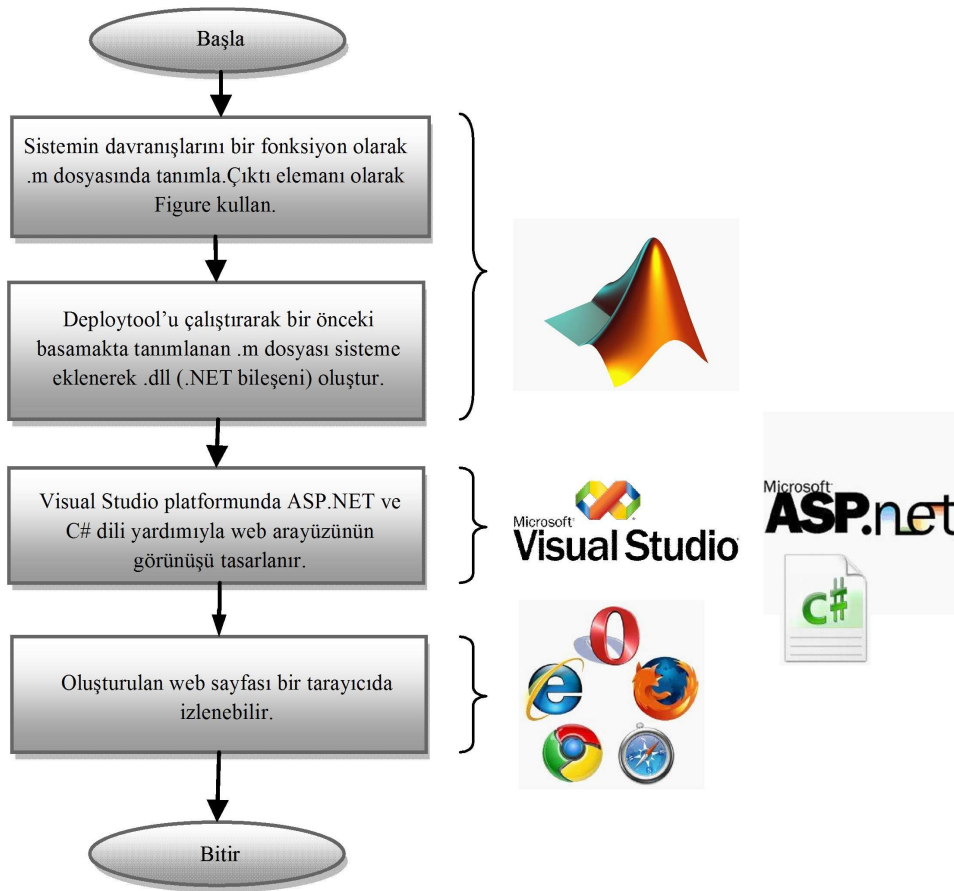 Başla
Sistemin davranışlarını bir fonksiyon olarak
.m dosyasında tanımla.Çıktı elemanı olarak
Figure kullan.
Deploytool’u çalıştırarak bir önceki
basamakta tanımlanan .m dosyası sisteme
eklenerek .dll (.NET bileşeni) oluştur.
Visual Studio platformunda ASP.NET ve
C# dili yardımıyla web arayüzünün
görünüşü tasarlanır.
Microsoft
Visual Studio
Microsoft
ASP.net
C#
Oluşturulan web sayfası bir tarayıcıda
izlenebilir.
Bitir